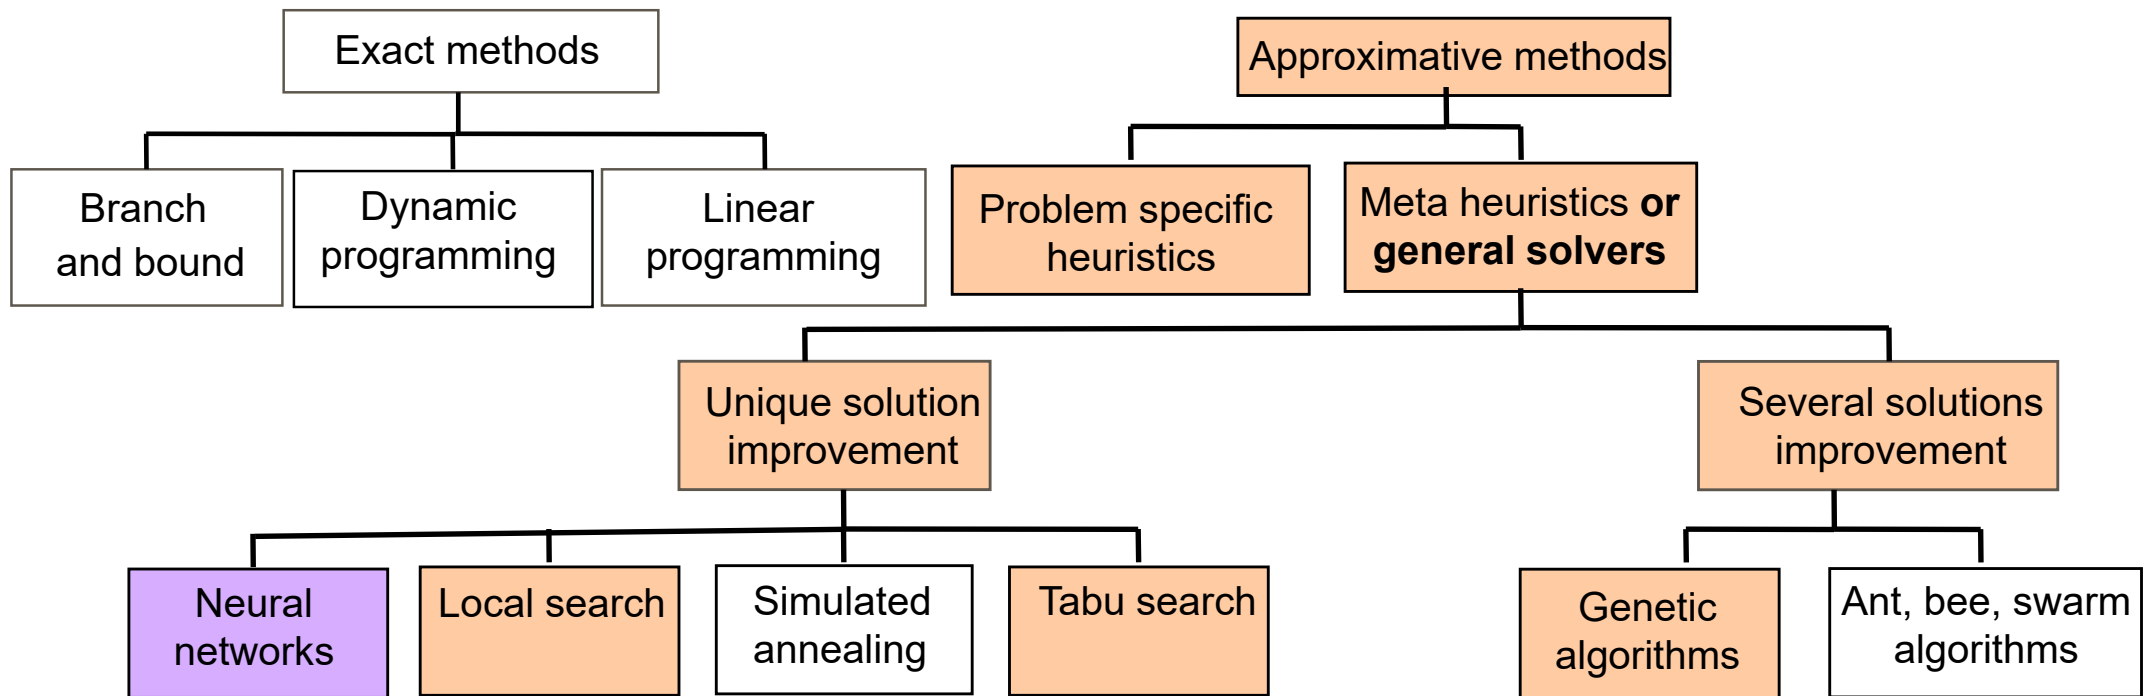 Exact methods
Approximative methods
Branch
and bound
Dynamic
programming
Linear
programming
Problem specific
heuristics
Meta heuristics or
general solvers
Unique solution
improvement
Several solutions
improvement
Neural
networks
Local search
Simulated
annealing
Tabu search
Genetic
algorithms
Ant, bee, swarm
algorithms